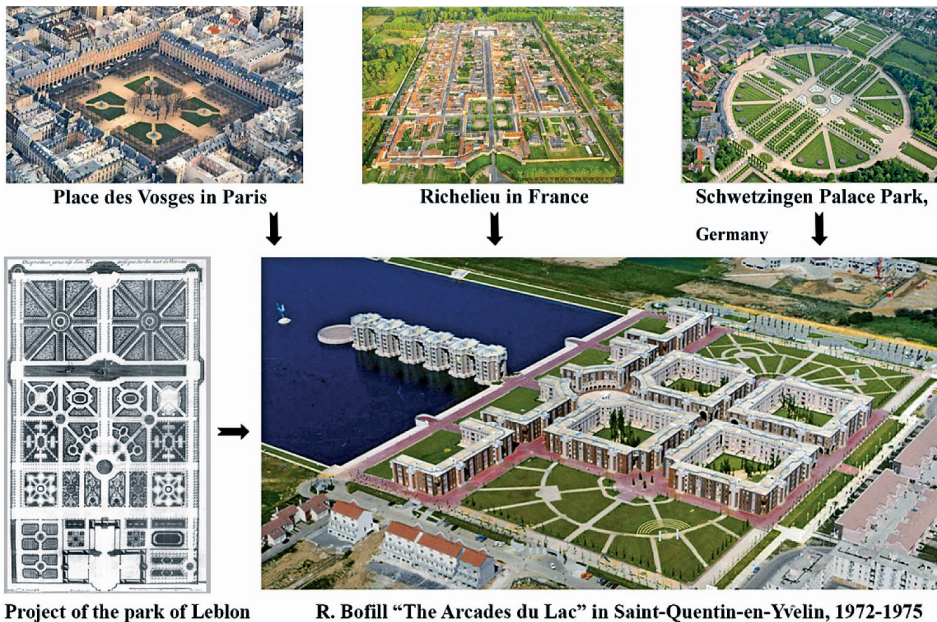 Place des Vosges in Paris
Richelieu in France
Schwetzingen Palace Park,
Germany
Project of the park of Leblon
R. Bofill “The Arcades du Lac” in Saint-Quentin-en-Yvelin, 1972-1975